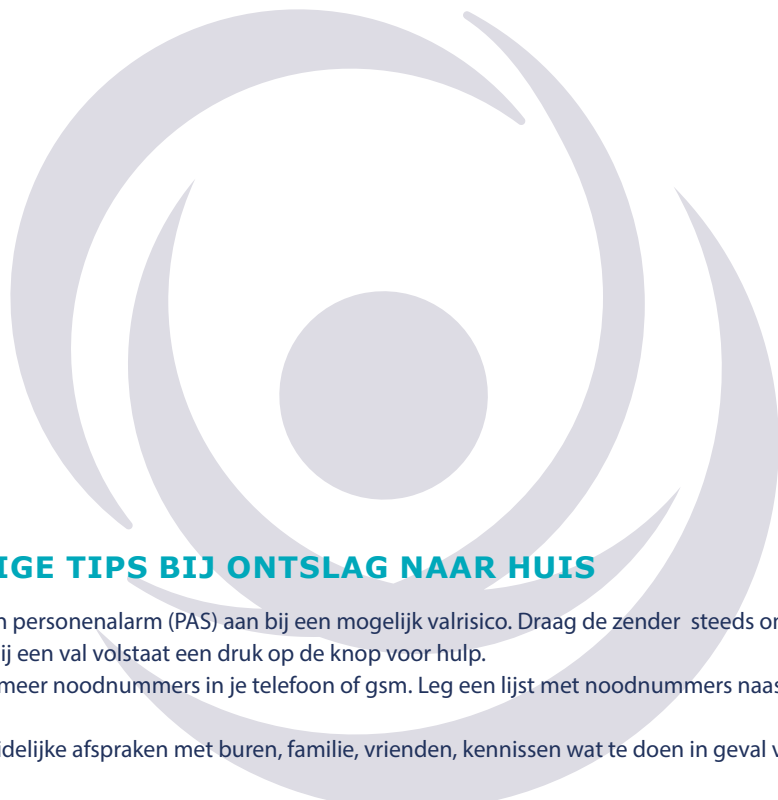 IGE TIPS BIJ ONTSLAG NAAR HUIS
n personenalarm (PAS) aan bij een mogelijk valrisico. Draag de zender steeds
ij een val volstaat een druk op de knop voor hulp.
meer noodnummers in je telefoon of gsm. Leg een lijst met noodnummers naas
idelijke afspraken met buren, familie, vrienden, kennissen wat te doen in geval v